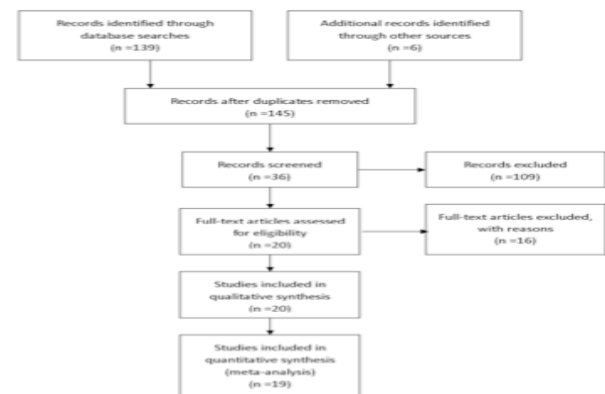 Records identified through
database searches
(n =139)
Additional records identified
through other sources
(n =6)
Records after duplicates removed
(n =145)
Records screened
(n =36)
Records excluded
(n =109)
Full-text articles assessed
for eligibility
(n =20)
Full-text articles excluded,
with reasons
(n =16)
Studies included in
qualitative synthesis
(n =20)
Studies included in
quantitative synthesis
(meta-analysis)
(n =19)